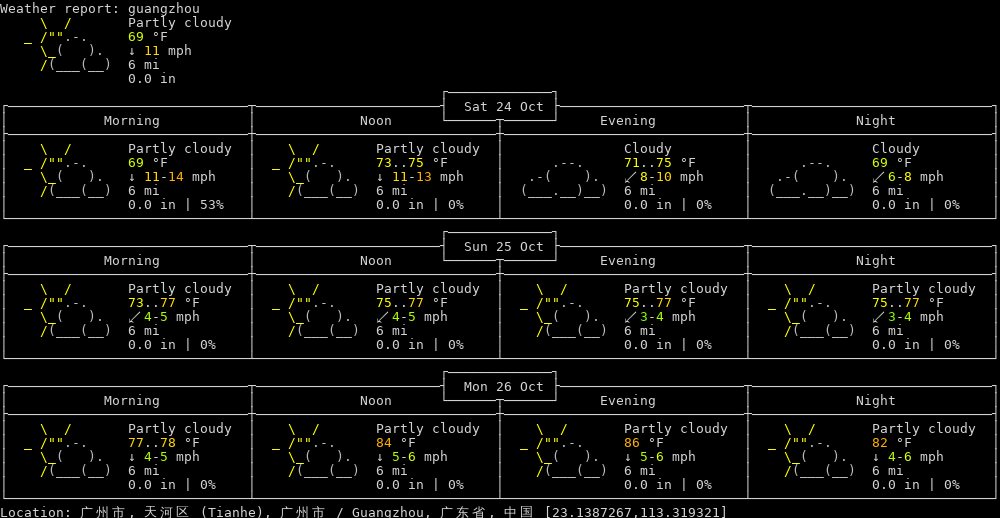 Weather report: guangzhou
Partly cloudy
69 °F
↓ 11 mph
6 mi
0.0 in
Sat 24 Oct
Morning Noon Evening Night
Partly cloudy Partly cloudy Cloudy Cloudy
69 °F 73..75 °F 71..75 °F 69 °F
↓ 11-14 mph ↓ 11-13 mph ↙ 8-10 mph ↙ 6-8 mph
6 mi 6 mi 6 mi 6 mi
0.0 in | 53% 0.0 in | 0% 0.0 in | 0% 0.0 in | 0%
Sun 25 Oct
Morning Noon Evening Night
Partly cloudy Partly cloudy Partly cloudy Partly cloudy
73..77 °F 75..77 °F 75..77 °F 75..77 °F
↙ 4-5 mph ↙ 4-5 mph ↙ 3-4 mph ↙ 3-4 mph
6 mi 6 mi 6 mi 6 mi
0.0 in | 0% 0.0 in | 0% 0.0 in | 0% 0.0 in | 0%
Mon 26 Oct
Morning Noon Evening Night
Partly cloudy Partly cloudy Partly cloudy Partly cloudy
77..78 °F 84 °F 86 °F 82 °F
↓ 4-5 mph ↓ 5-6 mph ↓ 5-6 mph ↓ 4-6 mph
6 mi 6 mi 6 mi 6 mi
0.0 in | 0% 0.0 in | 0% 0.0 in | 0% 0.0 in | 0%
Location: 广州市, 天河区 (Tianhe), 广州市 / Guangzhou, 广东省, 中国 [23.1387267,113.319321]